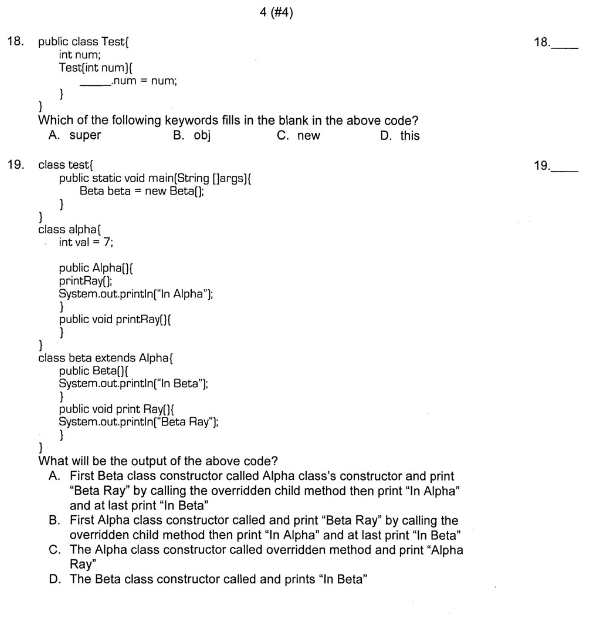 4 (#4)
18. public class Test{ 18.____
int num;
Test(int num){
_____.num = num;
}
}
Which of the following keywords fills in the blank in the above code?
A. super B. obj C. new D. this
19. class test{ 19.____
public static void main(String []args){
Beta beta = new Beta();
}
}
class alpha{
int val = 7;
public Alpha(){
printRay();
System.out.println("In Alpha");
}
public void printRay(){
}
}
class beta extends Alpha{
public Beta(){
System.out.println("In Beta");
}
public void print Ray(){
System.out.println("Beta Ray");
}
}
What will be the output of the above code?
A. First Beta class constructor called Alpha class's constructor and print
"Beta Ray" by calling the overridden child method then print "In Alpha"
and at last print "In Beta"
B. First Alpha class constructor called and print "Beta Ray" by calling the
overridden child method then print "In Alpha" and at last print "In Beta"
C. The Alpha class constructor called overridden method and print "Alpha
Ray"
D. The Beta class constructor called and prints "In Beta"